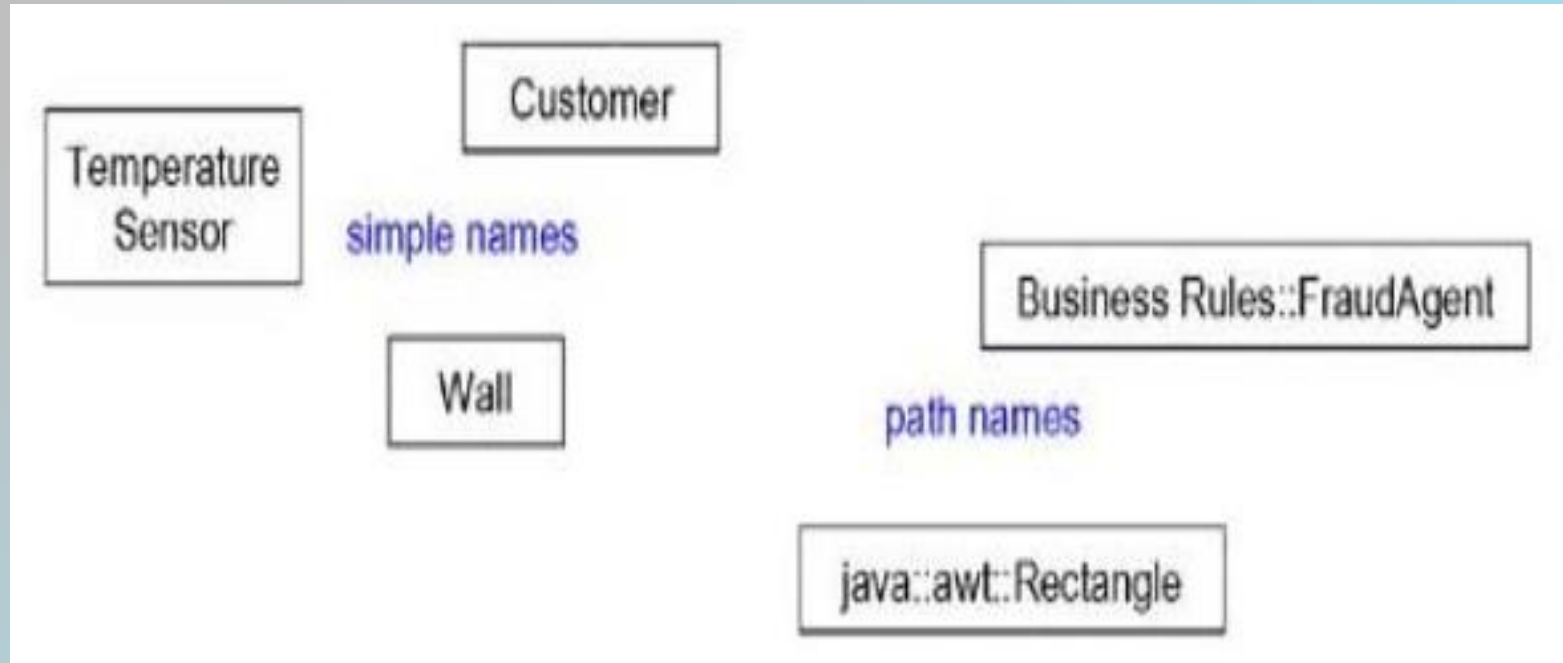 Customer
Temperature
Sensor
simple names
Business Rules::FraudAgent
Wall
path names
java::awt::Rectangle